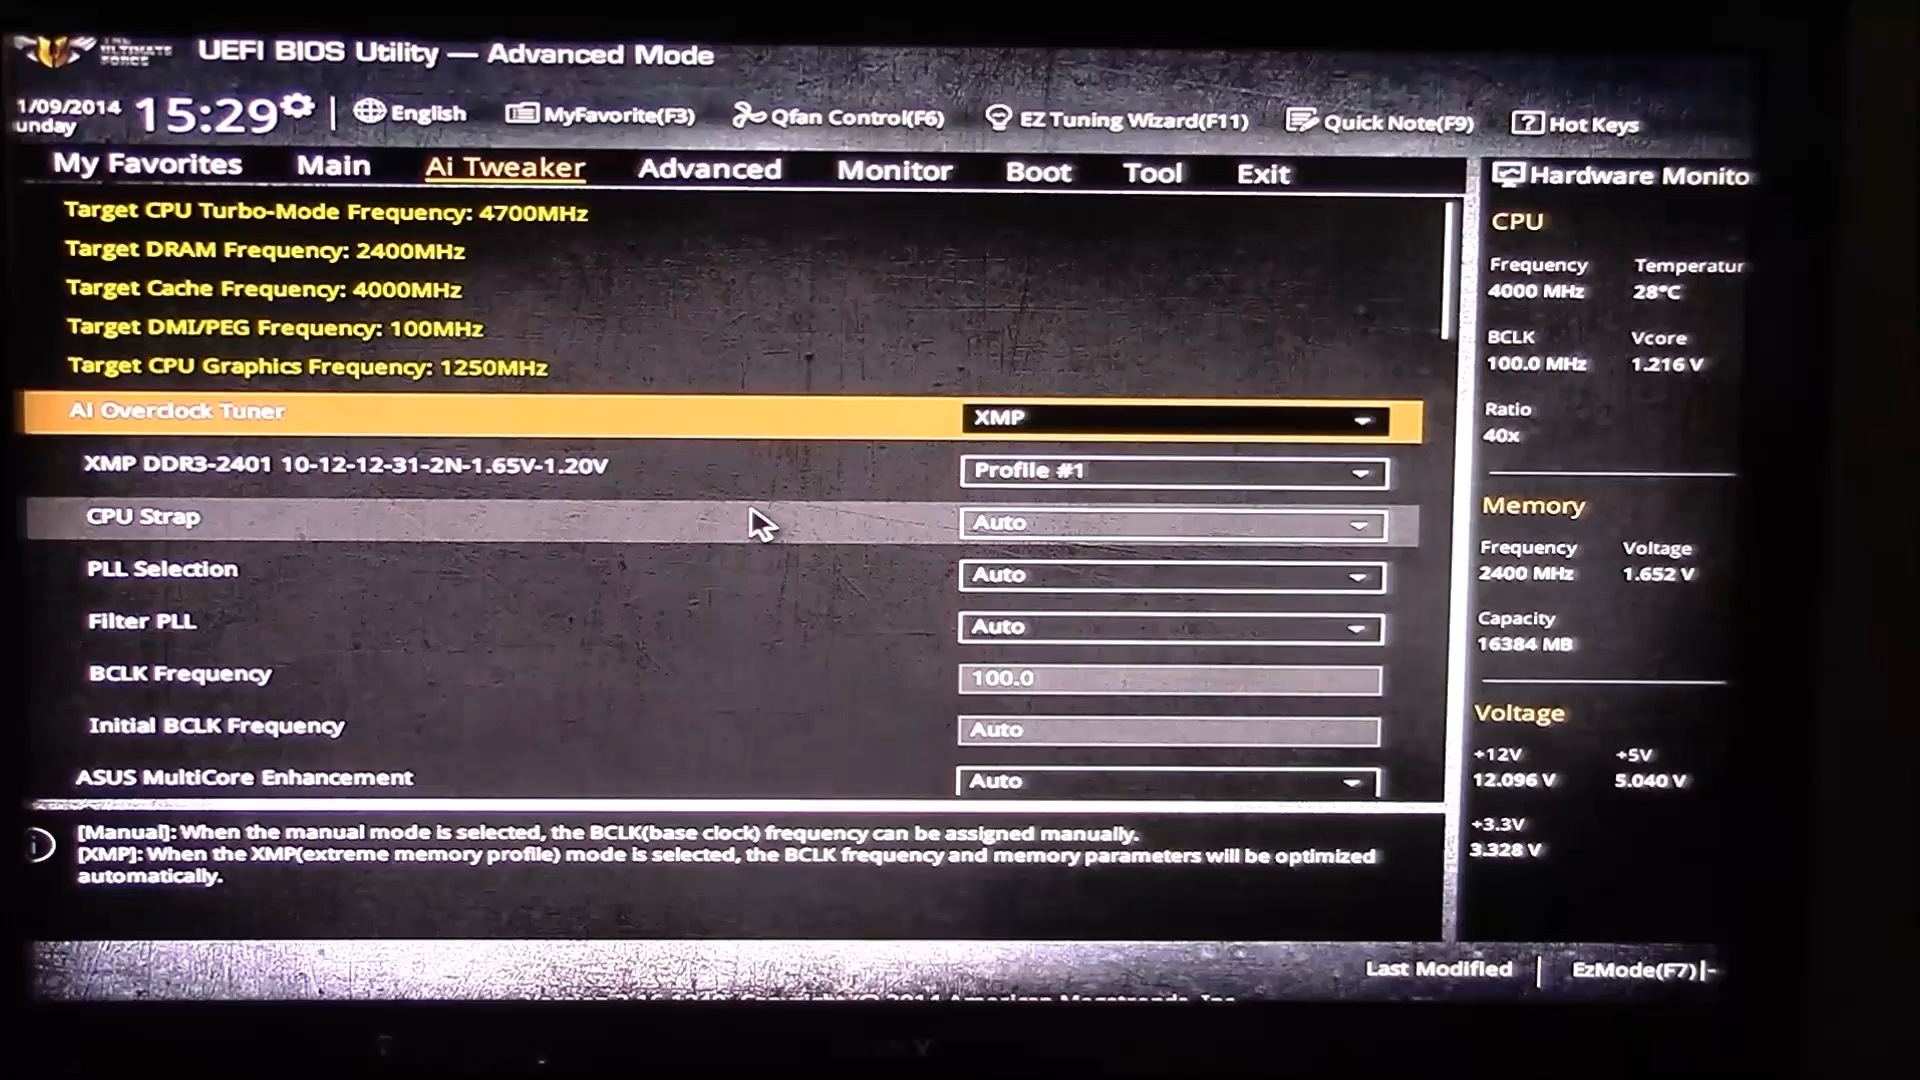 THE ULTIMATE FORCE
UEFI BIOS Utility — Advanced Mode
1/09/2014
unday
15:29
English
MyFavorite(F3)
Qfan Control(F6)
EZ Tuning Wizard(F11)
Quick Note(F9)
? Hot Keys
My Favorites
Main
Ai Tweaker
Advanced
Monitor
Boot
Tool
Exit
Target CPU Turbo-Mode Frequency: 4700MHz
Target DRAM Frequency: 2400MHz
Target Cache Frequency: 4000MHz
Target DMI/PEG Frequency: 100MHz
Target CPU Graphics Frequency: 1250MHz
Ai Overclock Tuner XMP
XMP DDR3-2401 10-12-12-31-2N-1.65V-1.20V Profile #1
CPU Strap Auto
PLL Selection Auto
Filter PLL Auto
BCLK Frequency 100.0
Initial BCLK Frequency Auto
ASUS MultiCore Enhancement Auto
[Manual]: When the manual mode is selected, the BCLK(base clock) frequency can be assigned manually.
[XMP]: When the XMP(extreme memory profile) mode is selected, the BCLK frequency and memory parameters will be optimized
automatically.
Hardware Monito
CPU
Frequency Temperatur
4000 MHz 28°C
BCLK Vcore
100.0 MHz 1.216 V
Ratio
40x
Memory
Frequency Voltage
2400 MHz 1.652 V
Capacity
16384 MB
Voltage
+12V +5V
12.096 V 5.040 V
+3.3V
3.328 V
Last Modified
EzMode(F7)
SONY